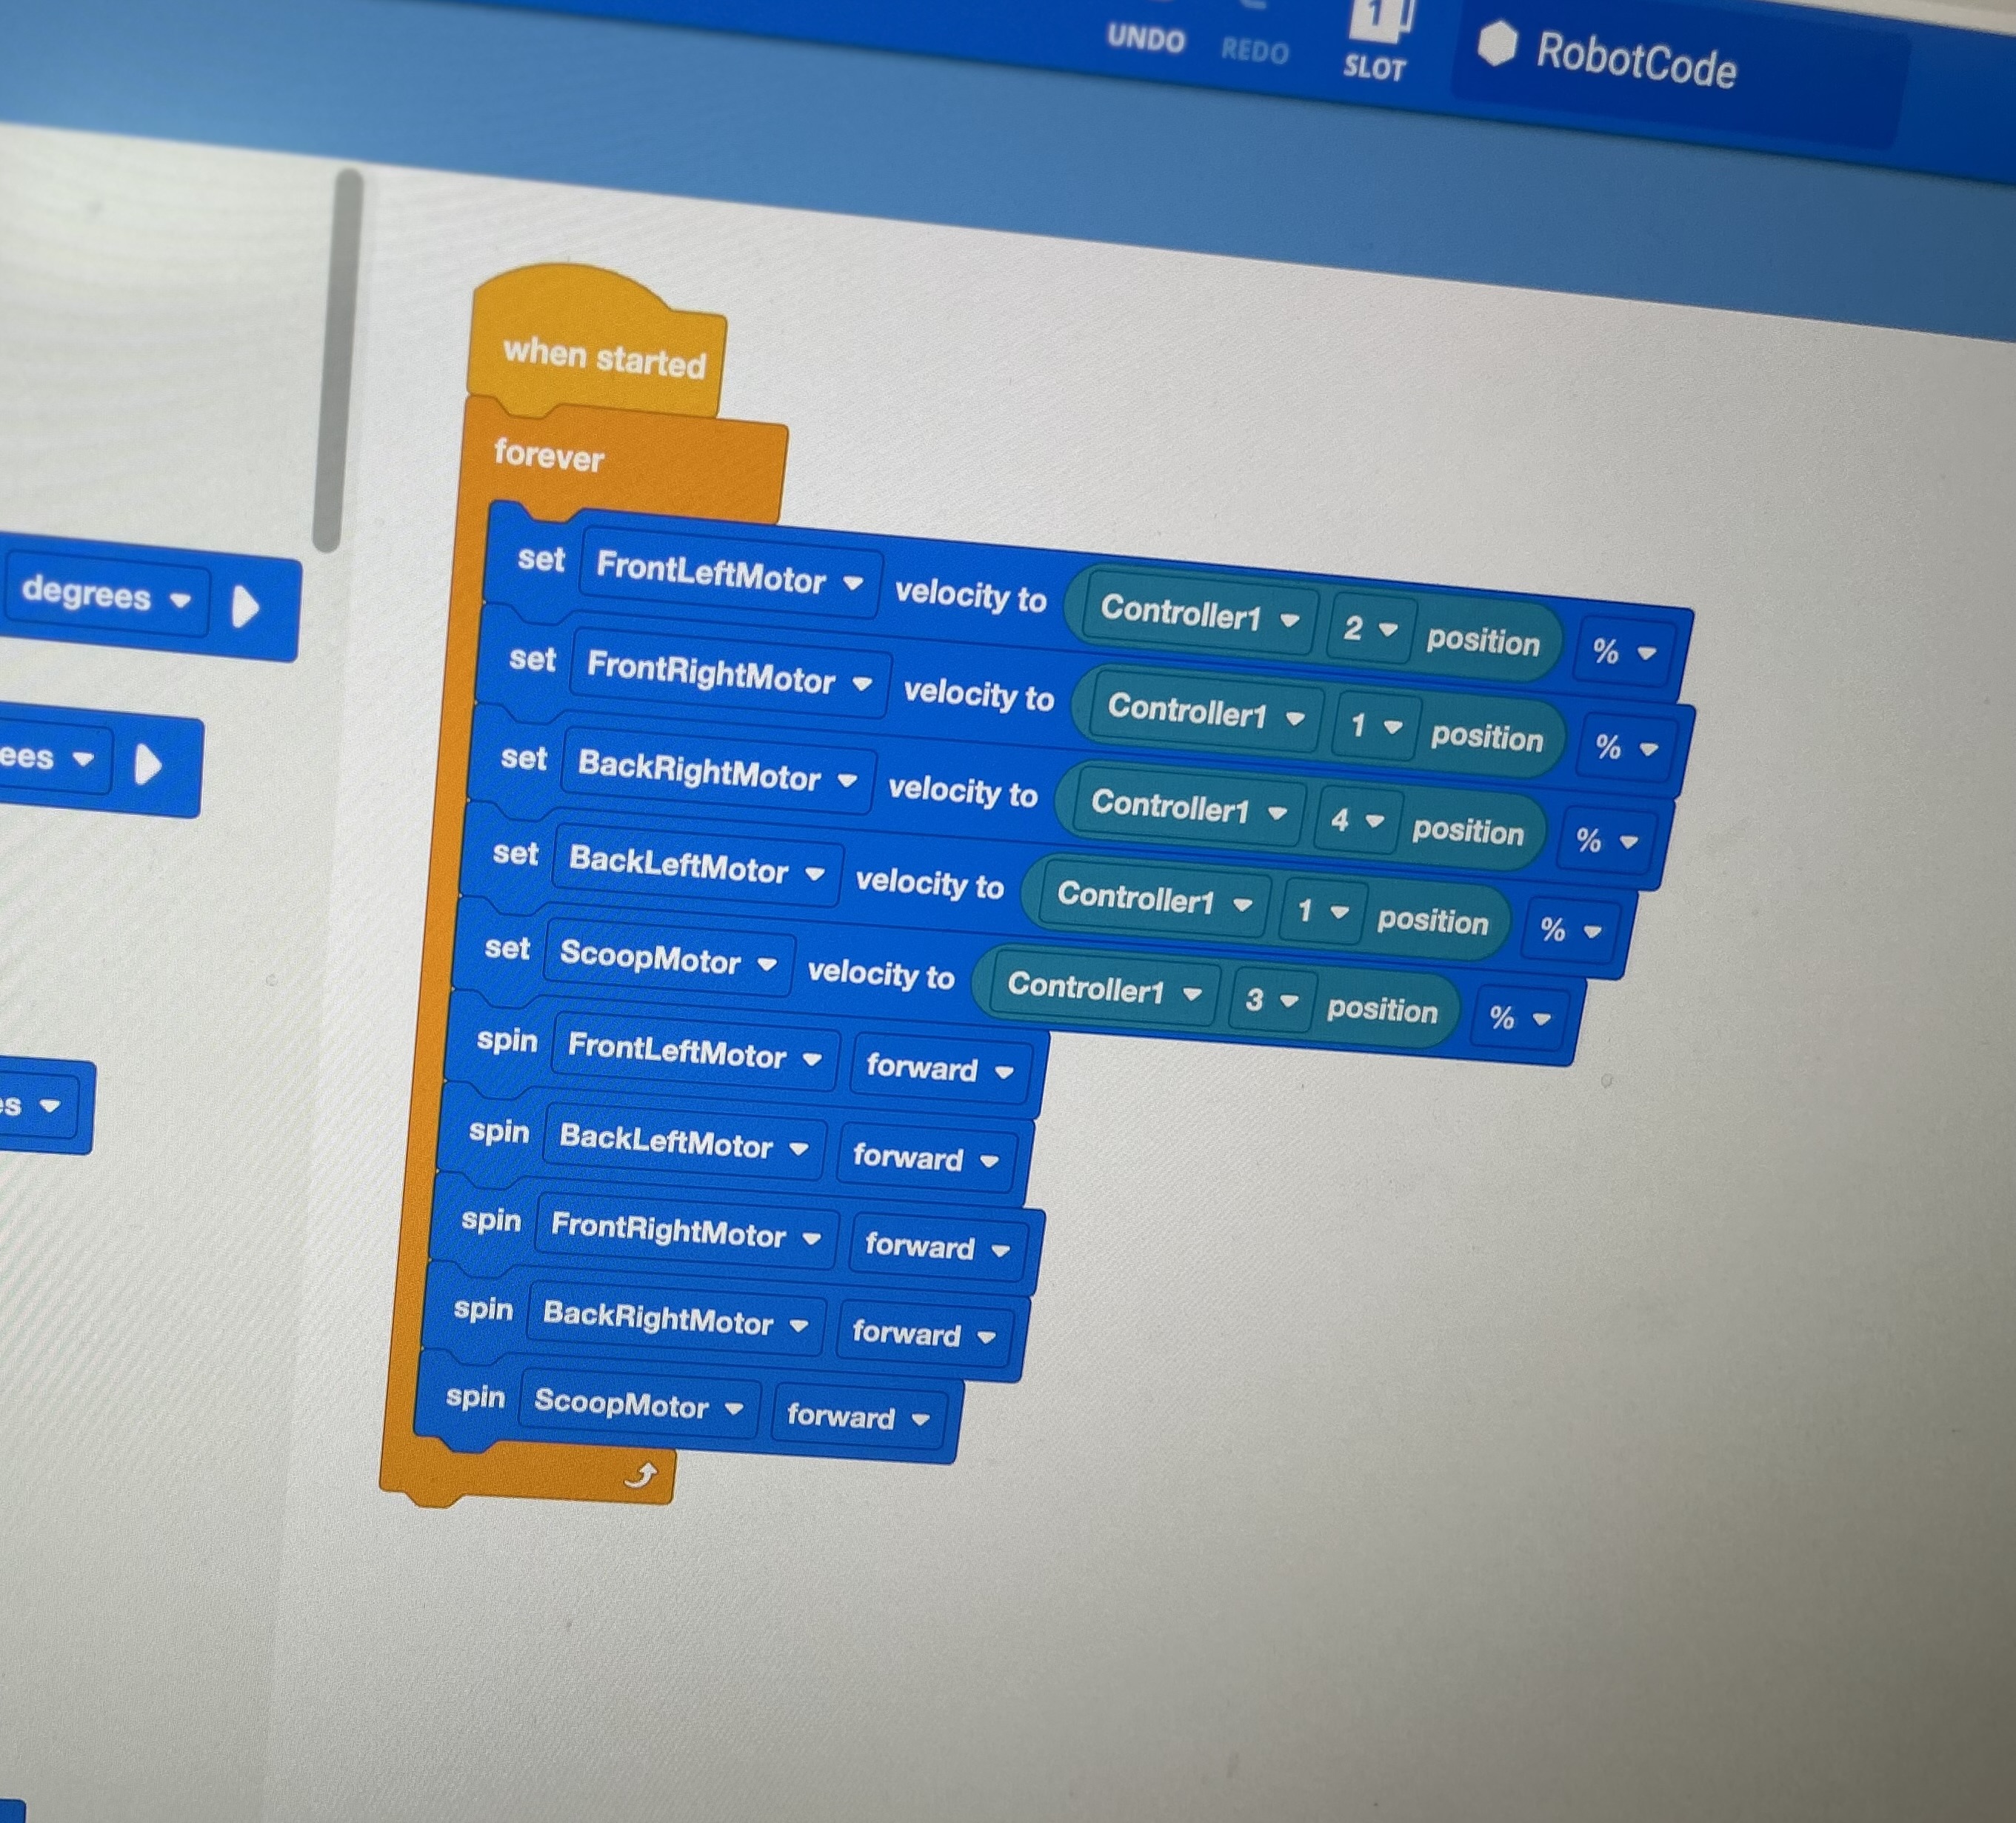 UNDO REDO SLOT 1 RobotCode
when started
forever
degrees
set FrontLeftMotor velocity to Controller1 2 position %
set FrontRightMotor velocity to Controller1 1 position %
ees
set BackRightMotor velocity to Controller1 4 position %
set BackLeftMotor velocity to Controller1 1 position %
set ScoopMotor velocity to Controller1 3 position %
spin FrontLeftMotor forward
es
spin BackLeftMotor forward
spin FrontRightMotor forward
spin BackRightMotor forward
spin ScoopMotor forward